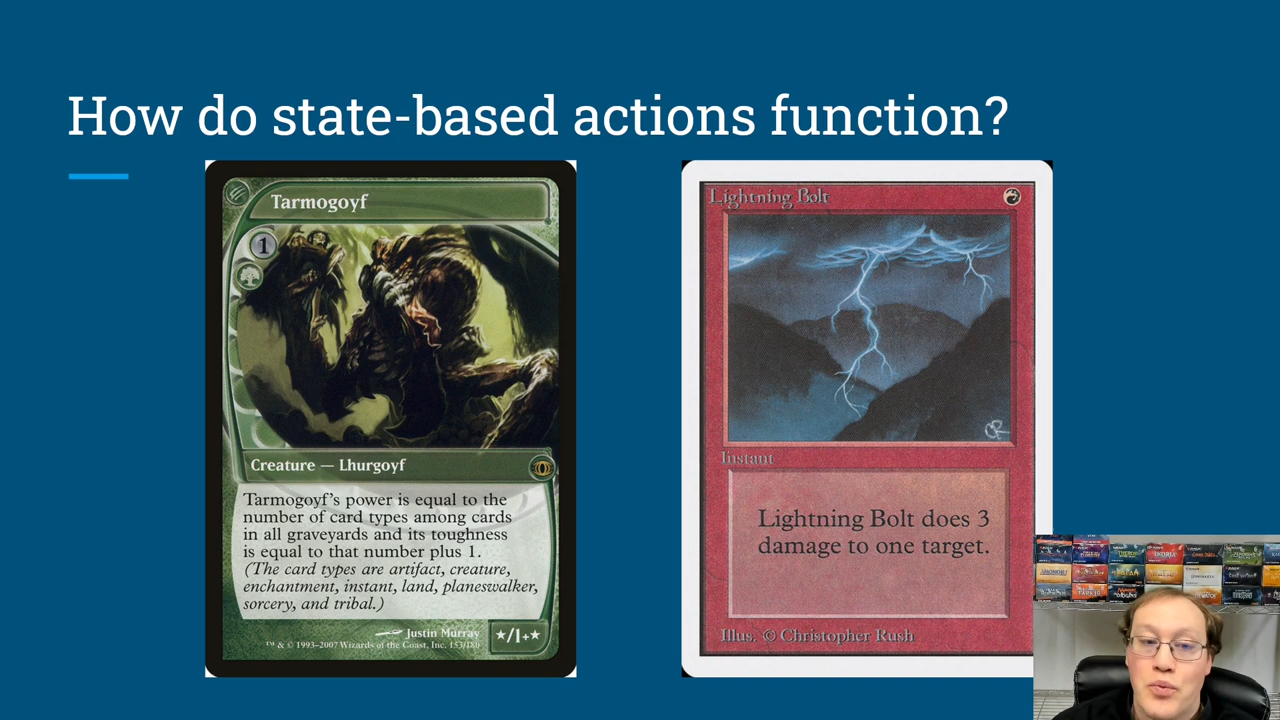 How do state-based actions function?
Tarmogoyf
1
Creature — Lhurgoyf
Tarmogoyf's power is equal to the
number of card types among cards
in all graveyards and its toughness
is equal to that number plus 1.
(The card types are artifact, creature,
enchantment, instant, land, planeswalker,
sorcery, and tribal.)
Justin Murray
™ & © 1993–2007 Wizards of the Coast, Inc. 153/180
★/1+★
Lightning Bolt
Instant
Lightning Bolt does 3
damage to one target.
Illus. © Christopher Rush
IKORIA